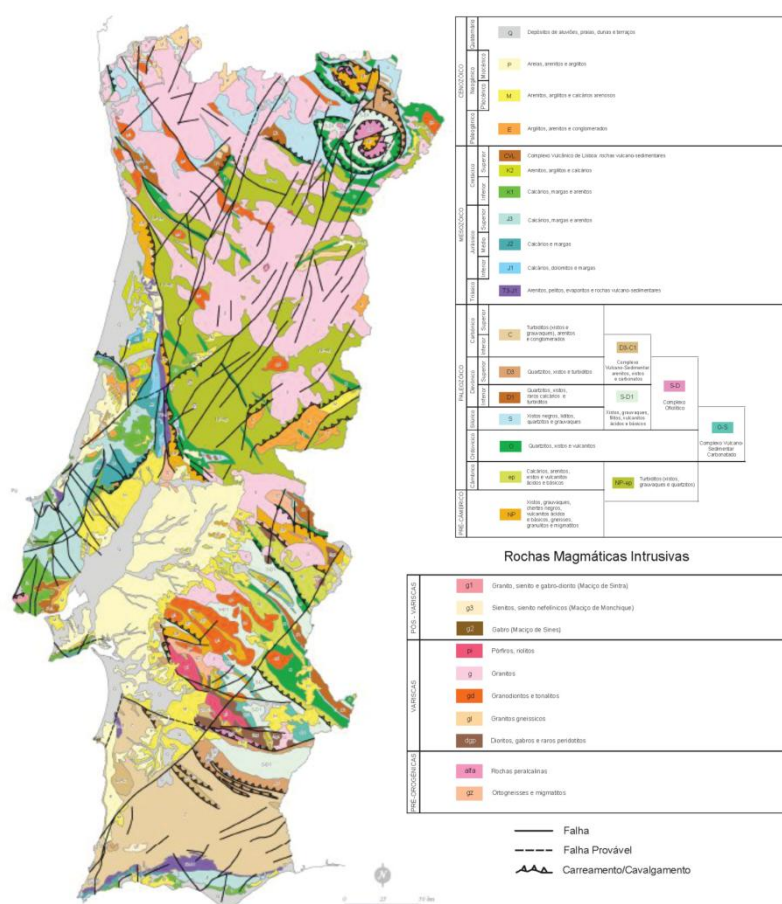 CENOZÓICO
Quaternário
Q
Depósitos de aluviões, praias, dunas e terraços
Neogénico
Miocénico
P
Areias, arenitos e argilitos
Pliocénico
M
Arenitos, argilitos e calcários arenosos
Paleogénico
E
Argilitos, arenitos e conglomerados
MESOZÓICO
Cretácico
Superior
CVL
Complexo Vulcânico de Lisboa: rochas vulcano-sedimentares
K2
Arenitos, argilitos e calcários
Inferior
K1
Calcários, margas e arenitos
Jurássico
Superior
J3
Calcários, margas e arenitos
Médio
J2
Calcários e margas
Inferior
J1
Calcários, dolomitos e margas
Triásico
T3-J1
Arenitos, pelitos, evaporitos e rochas vulcano-sedimentares
PALEOZÓICO
Carbónico
Superior
Inferior
C
Turbiditos (xistos e
grauvaques), arenitos
e conglomerados
D3-C1
Complexo
Vulcano-Sedimentar
arenitos, xistos
e carbonatos
Devónico
Superior
D3
Quartzitos, xistos e turbiditos
Inferior
D1
Quartzitos, xistos,
raros calcários e
turbiditos
S-D1
Xistos, grauvaques,
filitos, vulcanitos
ácidos e básicos
S-D
Complexo
Ofiolítico
Silúrico
S
Xistos negros, liditos,
quartzitos e grauvaques
O-S
Complexo Vulcano
Sedimentar
Carbonatado
Ordovícico
O
Quartzitos, xistos e vulcanitos
Câmbrico
ep
Calcários, arenitos,
xistos e vulcanitos
ácidos e básicos
NP-ep
Turbiditos (xistos,
grauvaques e quartzitos)
PRÉ-CÂMBRICO
NP
Xistos, grauvaques,
chertes negros,
vulcanitos ácidos
e básicos, gneisses,
granulitos e migmatitos
Rochas Magmáticas Intrusivas
PÓS - VARISCAS
g1
Granito, sienito e gabro-diorito (Maciço de Sintra)
g3
Sienitos, sienito nefelínicos (Maciço de Monchique)
g2
Gabro (Maciço de Sines)
VARISCAS
pi
Pórfiros, riolitos
g
Granitos
gd
Granodioritos e tonalitos
gl
Granitos gneissicos
dgp
Dioritos, gabros e raros peridotitos
PRÉ-OROGÉNICAS
alfa
Rochas peralcalinas
gz
Ortogneisses e migmatitos
Falha
Falha Provável
Carreamento/Cavalgamento
N
0 25 50 km